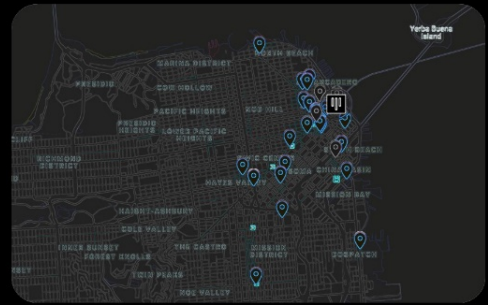 Yerba Buena
Island
NORTH BEACH
MARINA DISTRICT
PRESIDIO
COW HOLLOW
PACIFIC HEIGHTS
NOB HILL
PRESIDIO
HEIGHTS
LOWER PACIFIC
HEIGHTS
RICHMOND
DISTRICT
HAYES VALLEY
SOMA
MISSION BAY
HAIGHT-ASHBURY
COLE VALLEY
INNER SUNSET
THE CASTRO
MISSION
DISTRICT
DOGPATCH
FOREST KNOLLS
TWIN PEAKS
NOE VALLEY